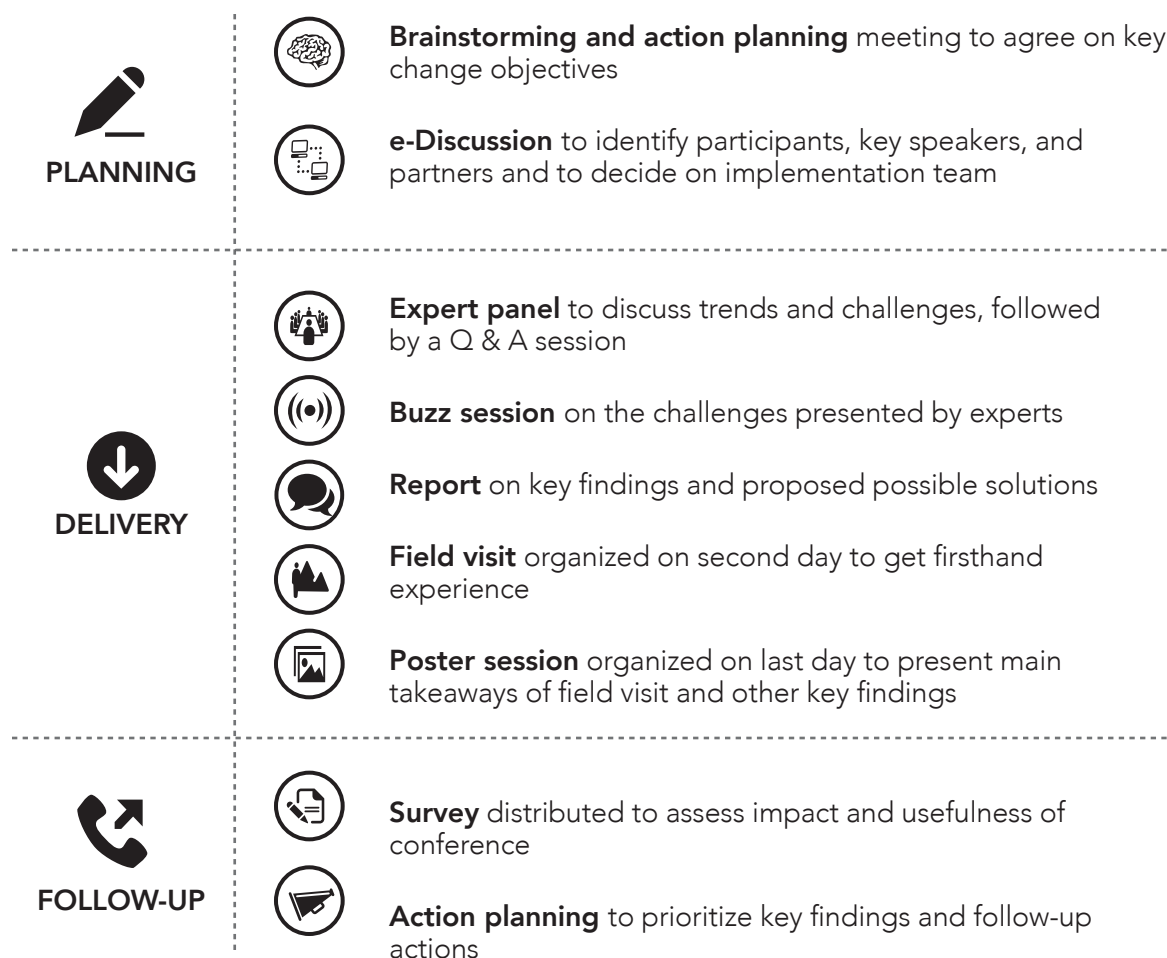 PLANNING
Brainstorming and action planning meeting to agree on key
change objectives
e-Discussion to identify participants, key speakers, and
partners and to decide on implementation team
DELIVERY
Expert panel to discuss trends and challenges, followed
by a Q & A session
Buzz session on the challenges presented by experts
Report on key findings and proposed possible solutions
Field visit organized on second day to get firsthand
experience
Poster session organized on last day to present main
takeaways of field visit and other key findings
FOLLOW-UP
Survey distributed to assess impact and usefulness of
conference
Action planning to prioritize key findings and follow-up
actions